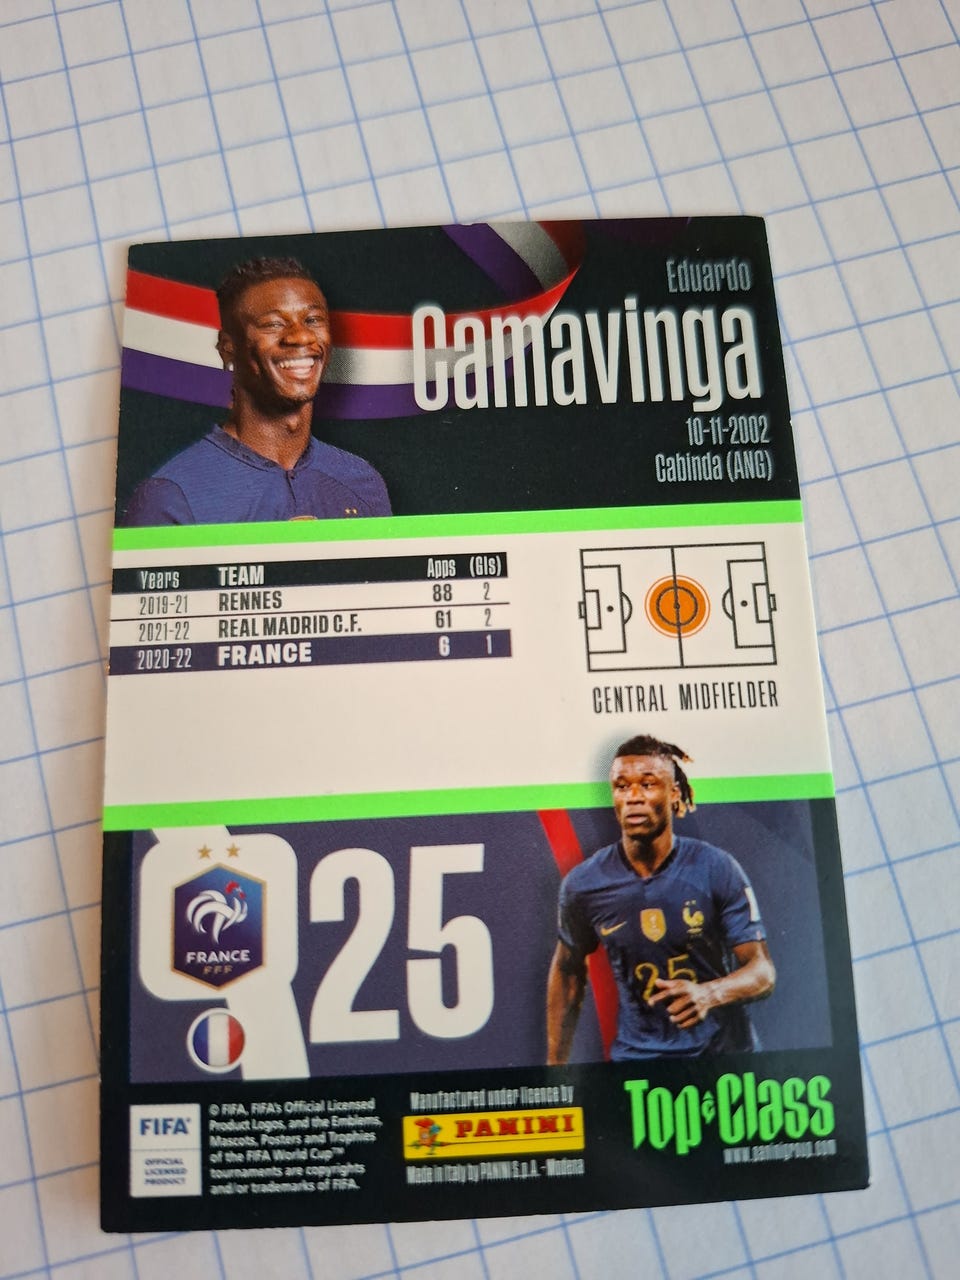 Eduardo
Camavinga
10-11-2002
Cabinda (ANG)
Years TEAM Apps (Gls)
2019-21 RENNES 88 2
2021-22 REAL MADRID C.F. 61 2
2020-22 FRANCE 6 1
CENTRAL MIDFIELDER
FRANCE
FFF
25
25
FIFA®
OFFICIAL
LICENSED
PRODUCT
© FIFA, FIFA's Official Licensed
Product Logos, and the Emblems,
Mascots, Posters and Trophies
of the FIFA World Cup™
tournaments are copyrights
and/or trademarks of FIFA.
Manufactured under licence by
PANINI
Made in Italy by PANINI S.p.A. - Modena
Top Class
www.paninigroup.com